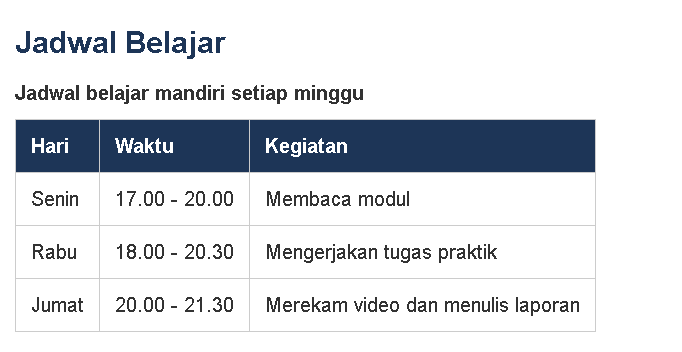 Jadwal Belajar
Jadwal belajar mandiri setiap minggu
Hari Waktu Kegiatan
Senin 17.00 - 20.00 Membaca modul
Rabu 18.00 - 20.30 Mengerjakan tugas praktik
Jumat 20.00 - 21.30 Merekam video dan menulis laporan